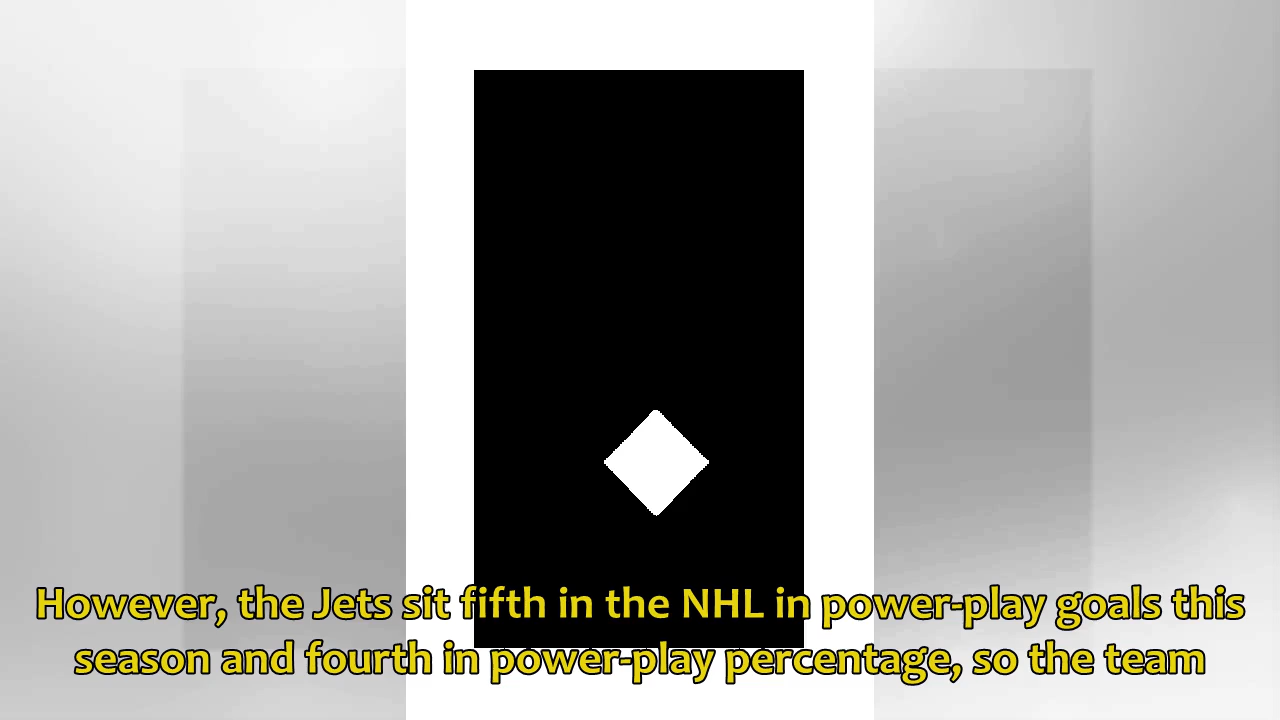 However, the Jets sit fifth in the NHL in power-play goals this
season and fourth in power-play percentage, so the team